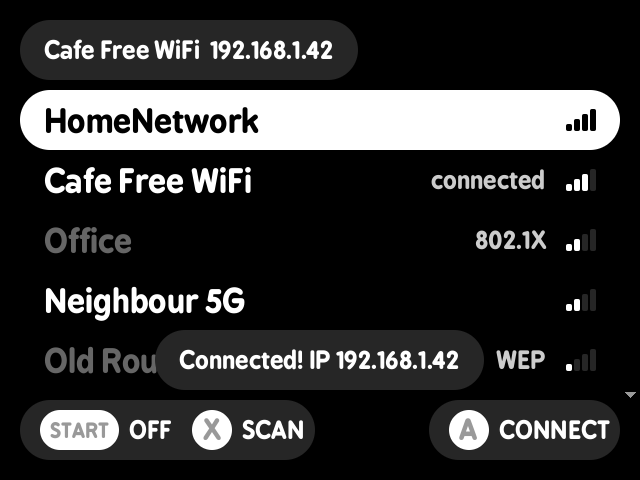 Cafe Free WiFi 192.168.1.42
HomeNetwork
Cafe Free WiFi connected
Office 802.1X
Neighbour 5G
Old Rou WEP
Connected! IP 192.168.1.42
START OFF X SCAN A CONNECT